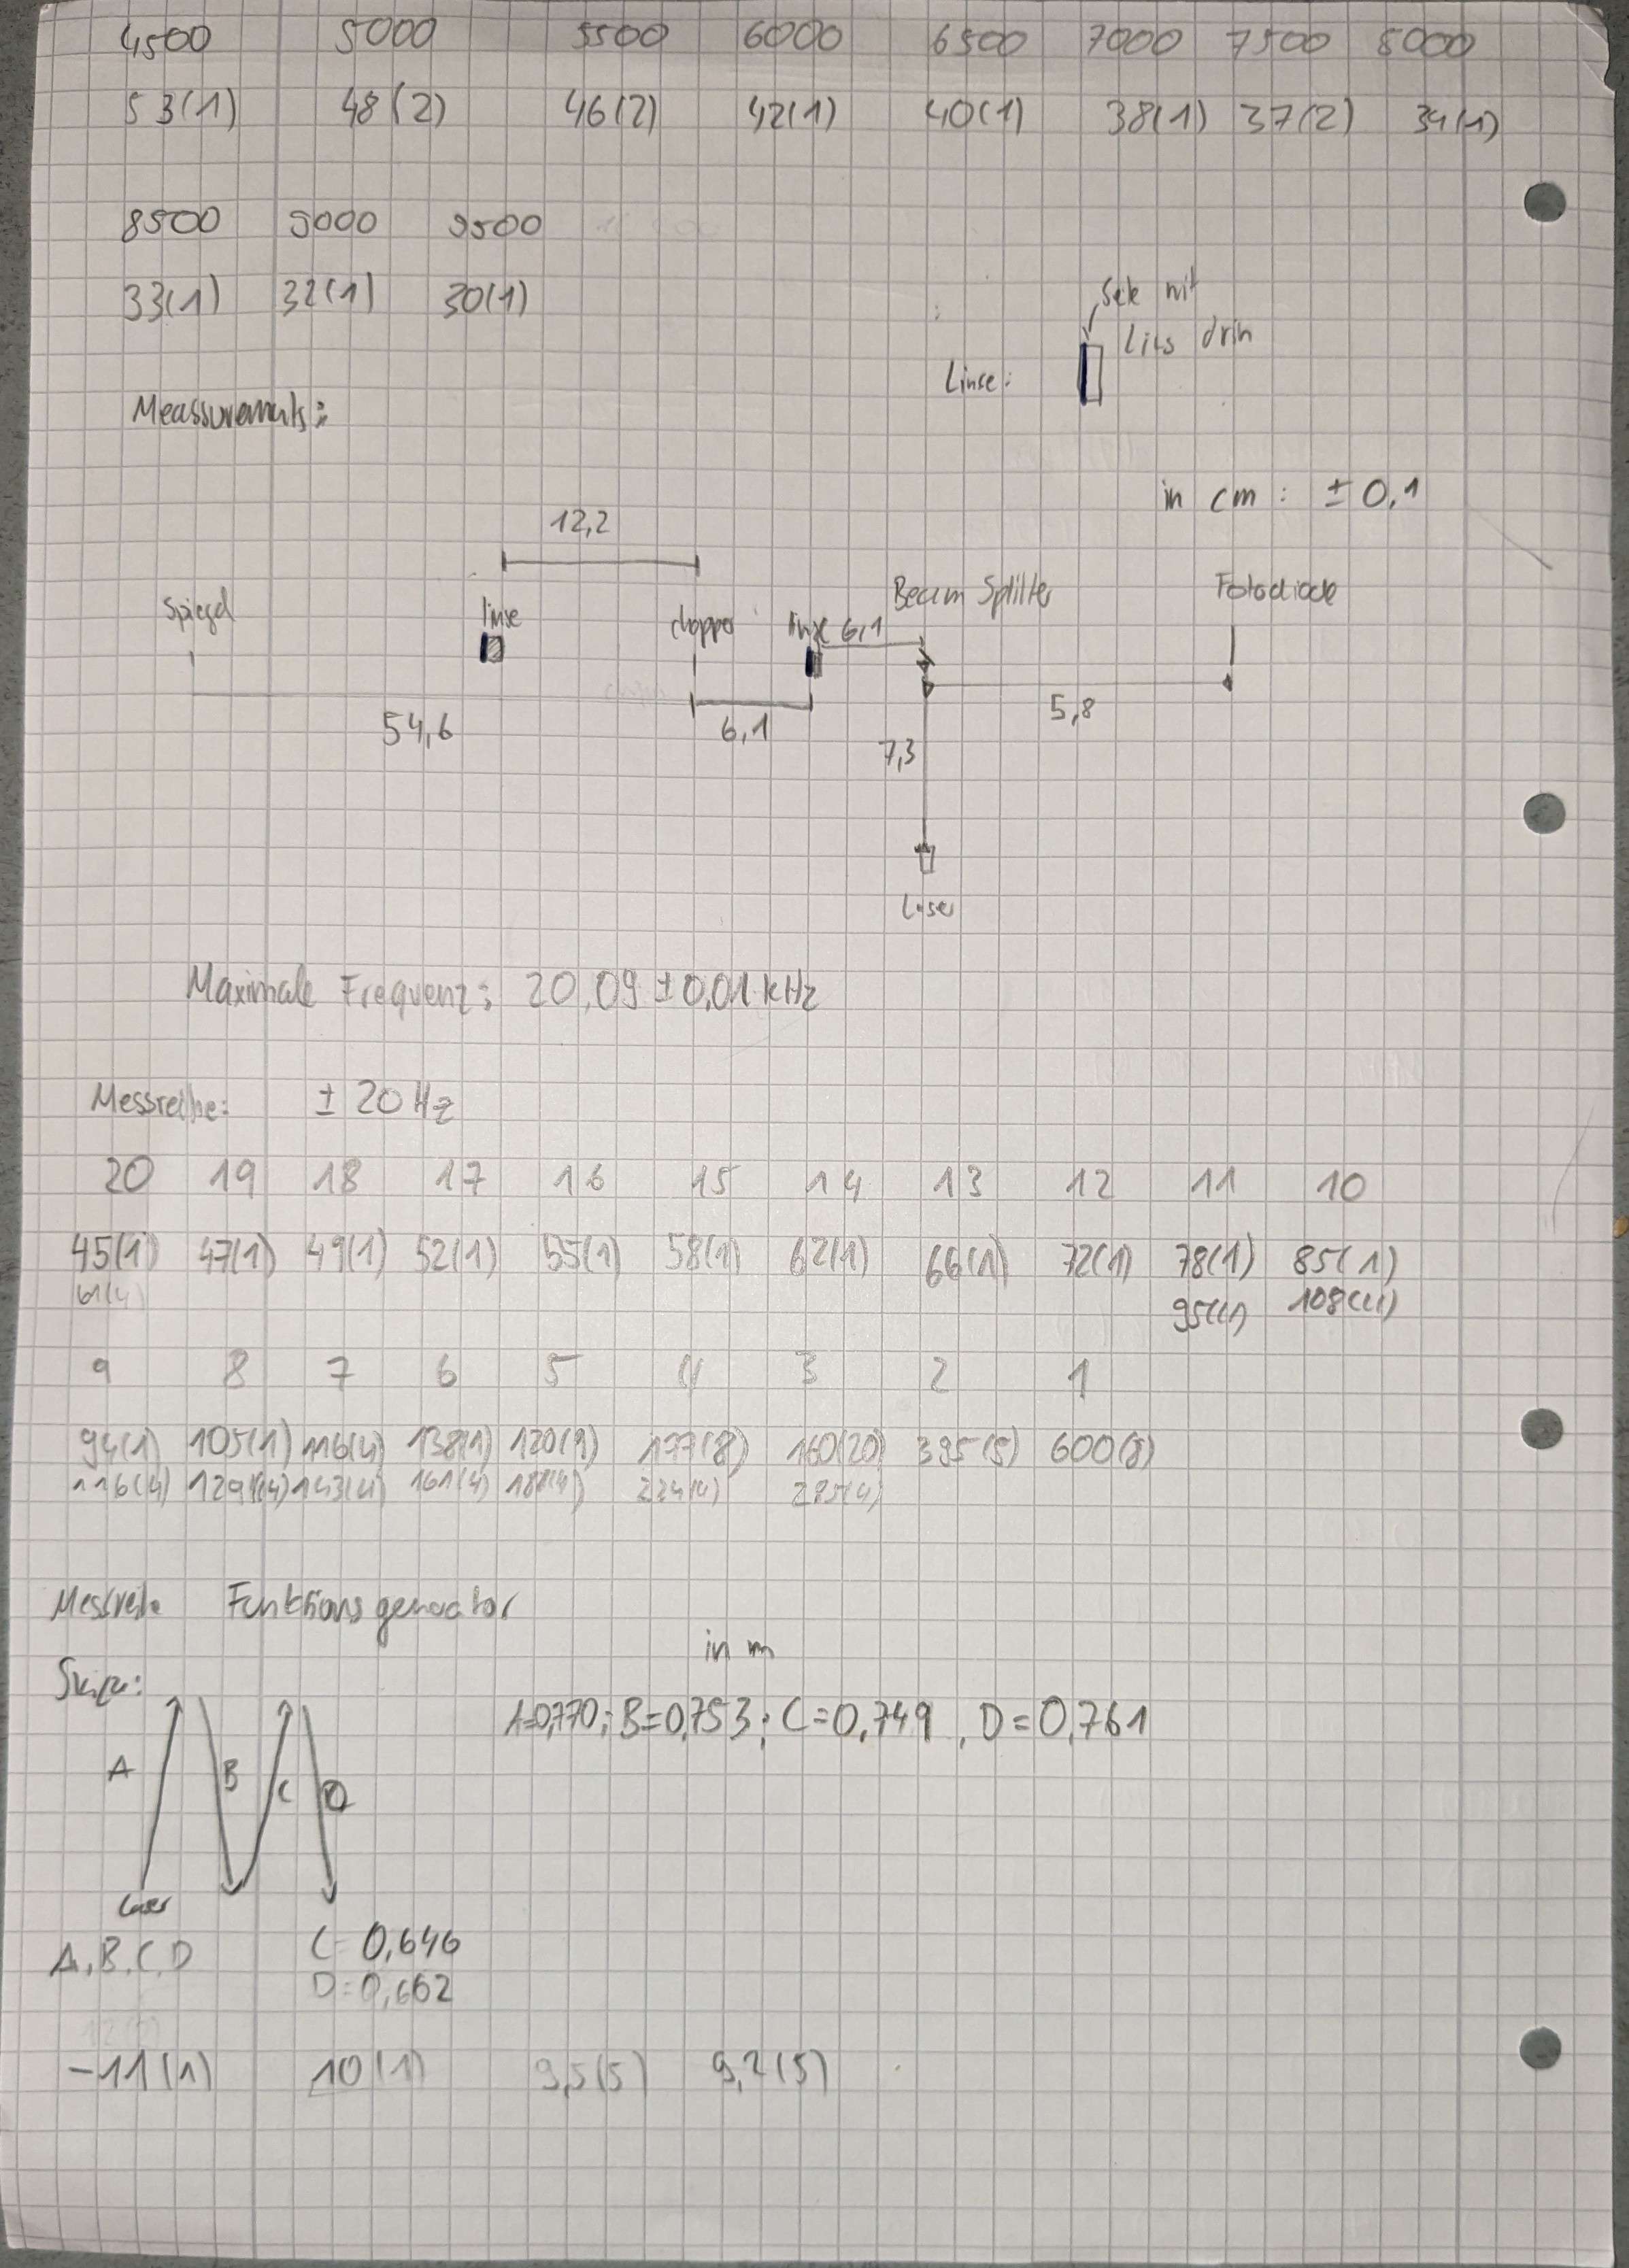 4500 5000 5500 6000 6500 7000 7500 8000
53(1) 48(2) 46(2) 42(1) 40(1) 38(1) 37(2) 34(1)
8500 9000 9500
33(1) 32(1) 30(1)
Seite mit
Lins drin
Linse:
Meassurements:
in cm: ± 0,1
12,2
Spiegel linse chopper linse 6,1 Beam Splitter Fotodiode
54,6 6,1 7,3 5,8
Laser
Maximale Frequenz: 20,09 ± 0,01 kHz
Messreihe: ± 20 Hz
20 19 18 17 16 15 14 13 12 11 10
45(1) 47(1) 49(1) 52(1) 55(1) 58(1) 62(1) 66(1) 72(1) 78(1) 85(1)
61(4) 95(1) 108(4)
9 8 7 6 5 4 3 2 1
94(1) 105(1) 116(4) 138(1) 120(9) 177(8) 160(20) 395(5) 600(8)
116(4) 129(4) 143(4) 161(4) 224(4) 285(4)
Messreihe Funktionsgenerator
in m
Skizze:
A=0,770; B=0,753; C=0,749, D=0,761
A B C D
Laser
A, B, C, D C=0,646
D=0,662
-11(1) 10(1) 9,5(5) 9,2(5)